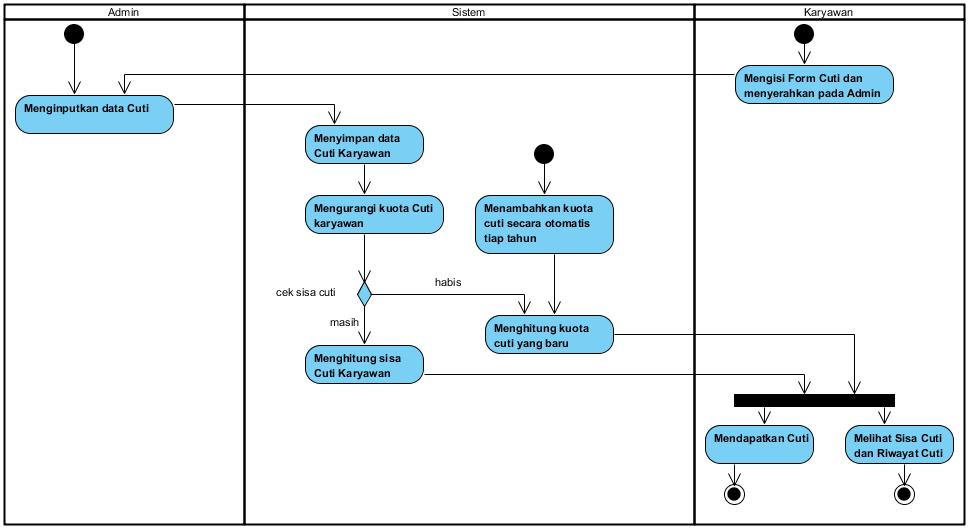 Admin
Sistem
Karyawan
Mengisi Form Cuti dan
menyerahkan pada Admin
Menginputkan data Cuti
Menyimpan data
Cuti Karyawan
Mengurangi kuota Cuti
karyawan
Menambahkan kuota
cuti secara otomatis
tiap tahun
cek sisa cuti
habis
masih
Menghitung kuota
cuti yang baru
Menghitung sisa
Cuti Karyawan
Mendapatkan Cuti
Melihat Sisa Cuti
dan Riwayat Cuti